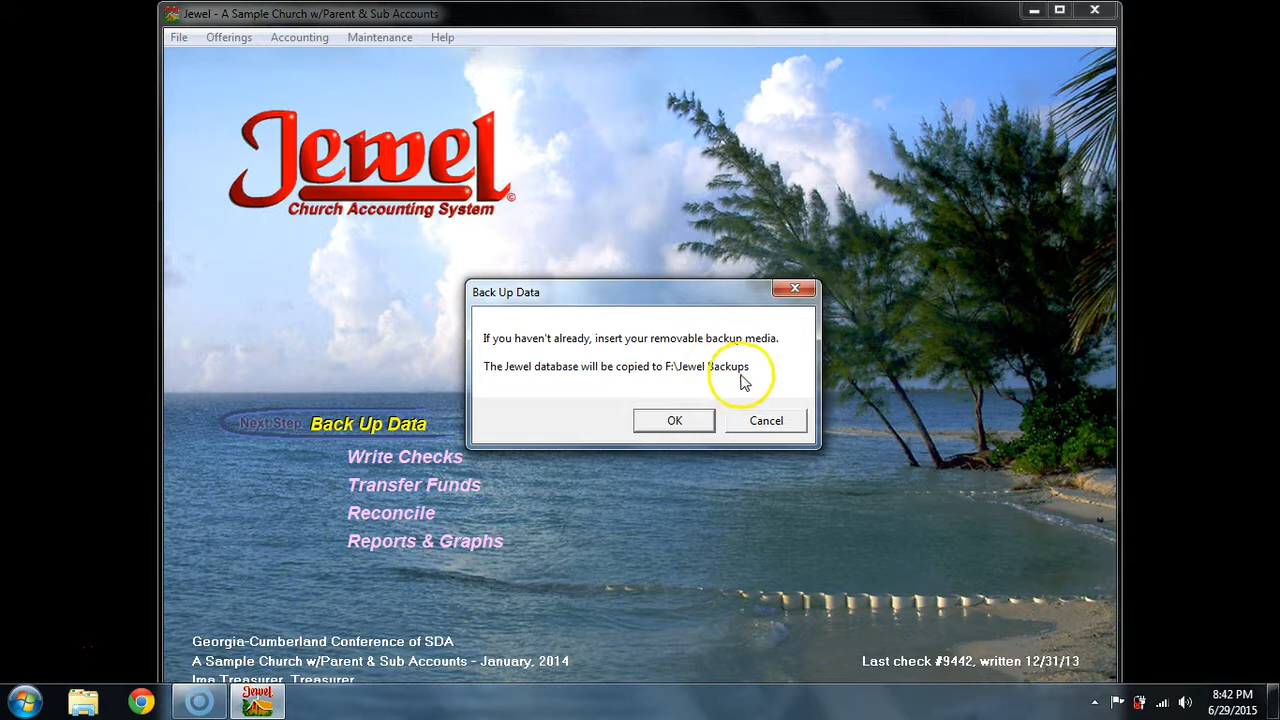 Jewel - A Sample Church w/Parent & Sub Accounts
File Offerings Accounting Maintenance Help
Jewel©
Church Accounting System
Back Up Data
If you haven't already, insert your removable backup media.
The Jewel database will be copied to F:\Jewel Backups
OK Cancel
Next Step Back Up Data
Write Checks
Transfer Funds
Reconcile
Reports & Graphs
Georgia-Cumberland Conference of SDA
A Sample Church w/Parent & Sub Accounts - January, 2014
Last check #9442, written 12/31/13
Ima Treasurer, Treasurer
Jewel
8:42 PM
6/29/2015